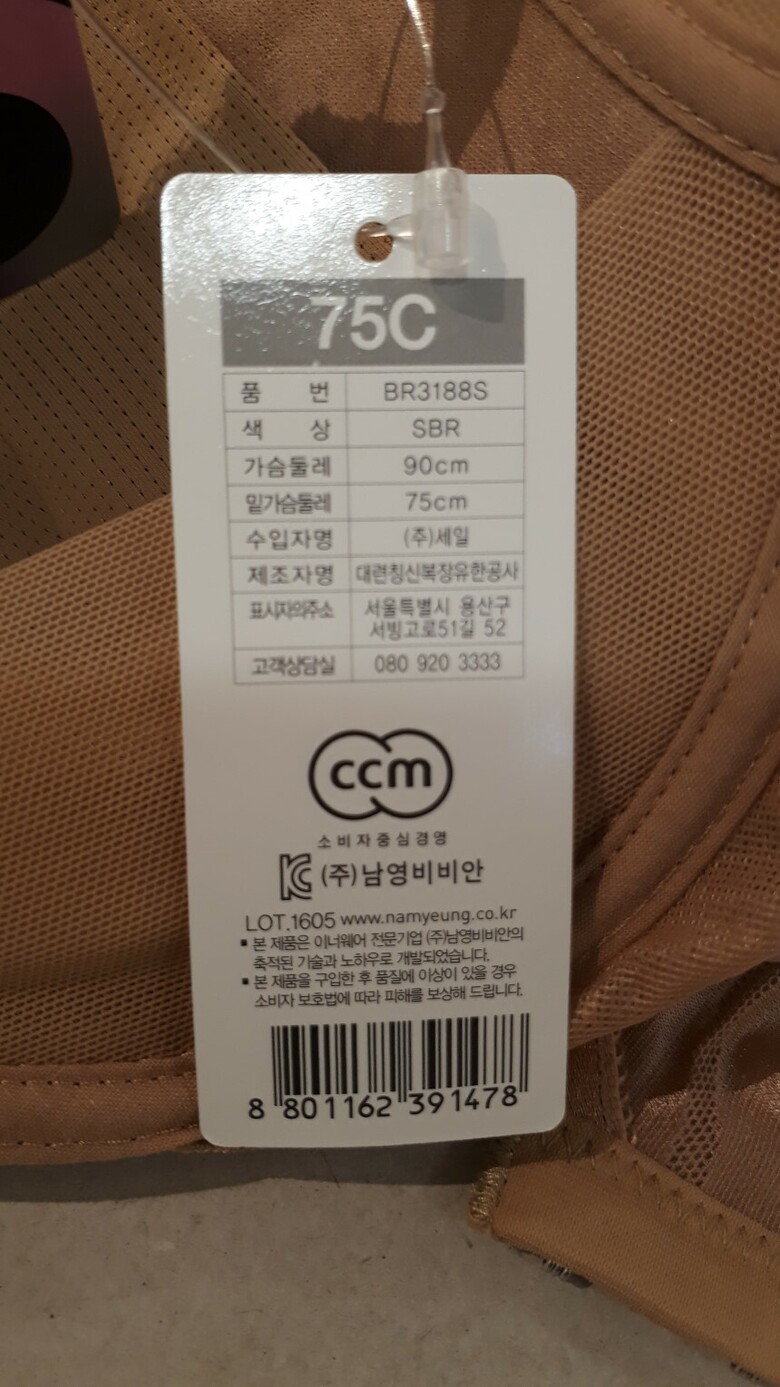 75C
품 번 BR3188S
색 상 SBR
가슴둘레 90cm
밑가슴둘레 75cm
수입자명 (주)세일
제조자명 대련칭신복장유한공사
표시자의주소 서울특별시 용산구
서빙고로51길 52
고객상담실 080 920 3333
ccm
소비자중심경영
(주)남영비비안
LOT.1605 www.namyeung.co.kr
▪ 본 제품은 이너웨어 전문기업 (주)남영비비안의
축적된 기술과 노하우로 개발되었습니다.
▪ 본 제품을 구입한 후 품질에 이상이 있을 경우
소비자 보호법에 따라 피해를 보상해 드립니다.
8 801162 391478